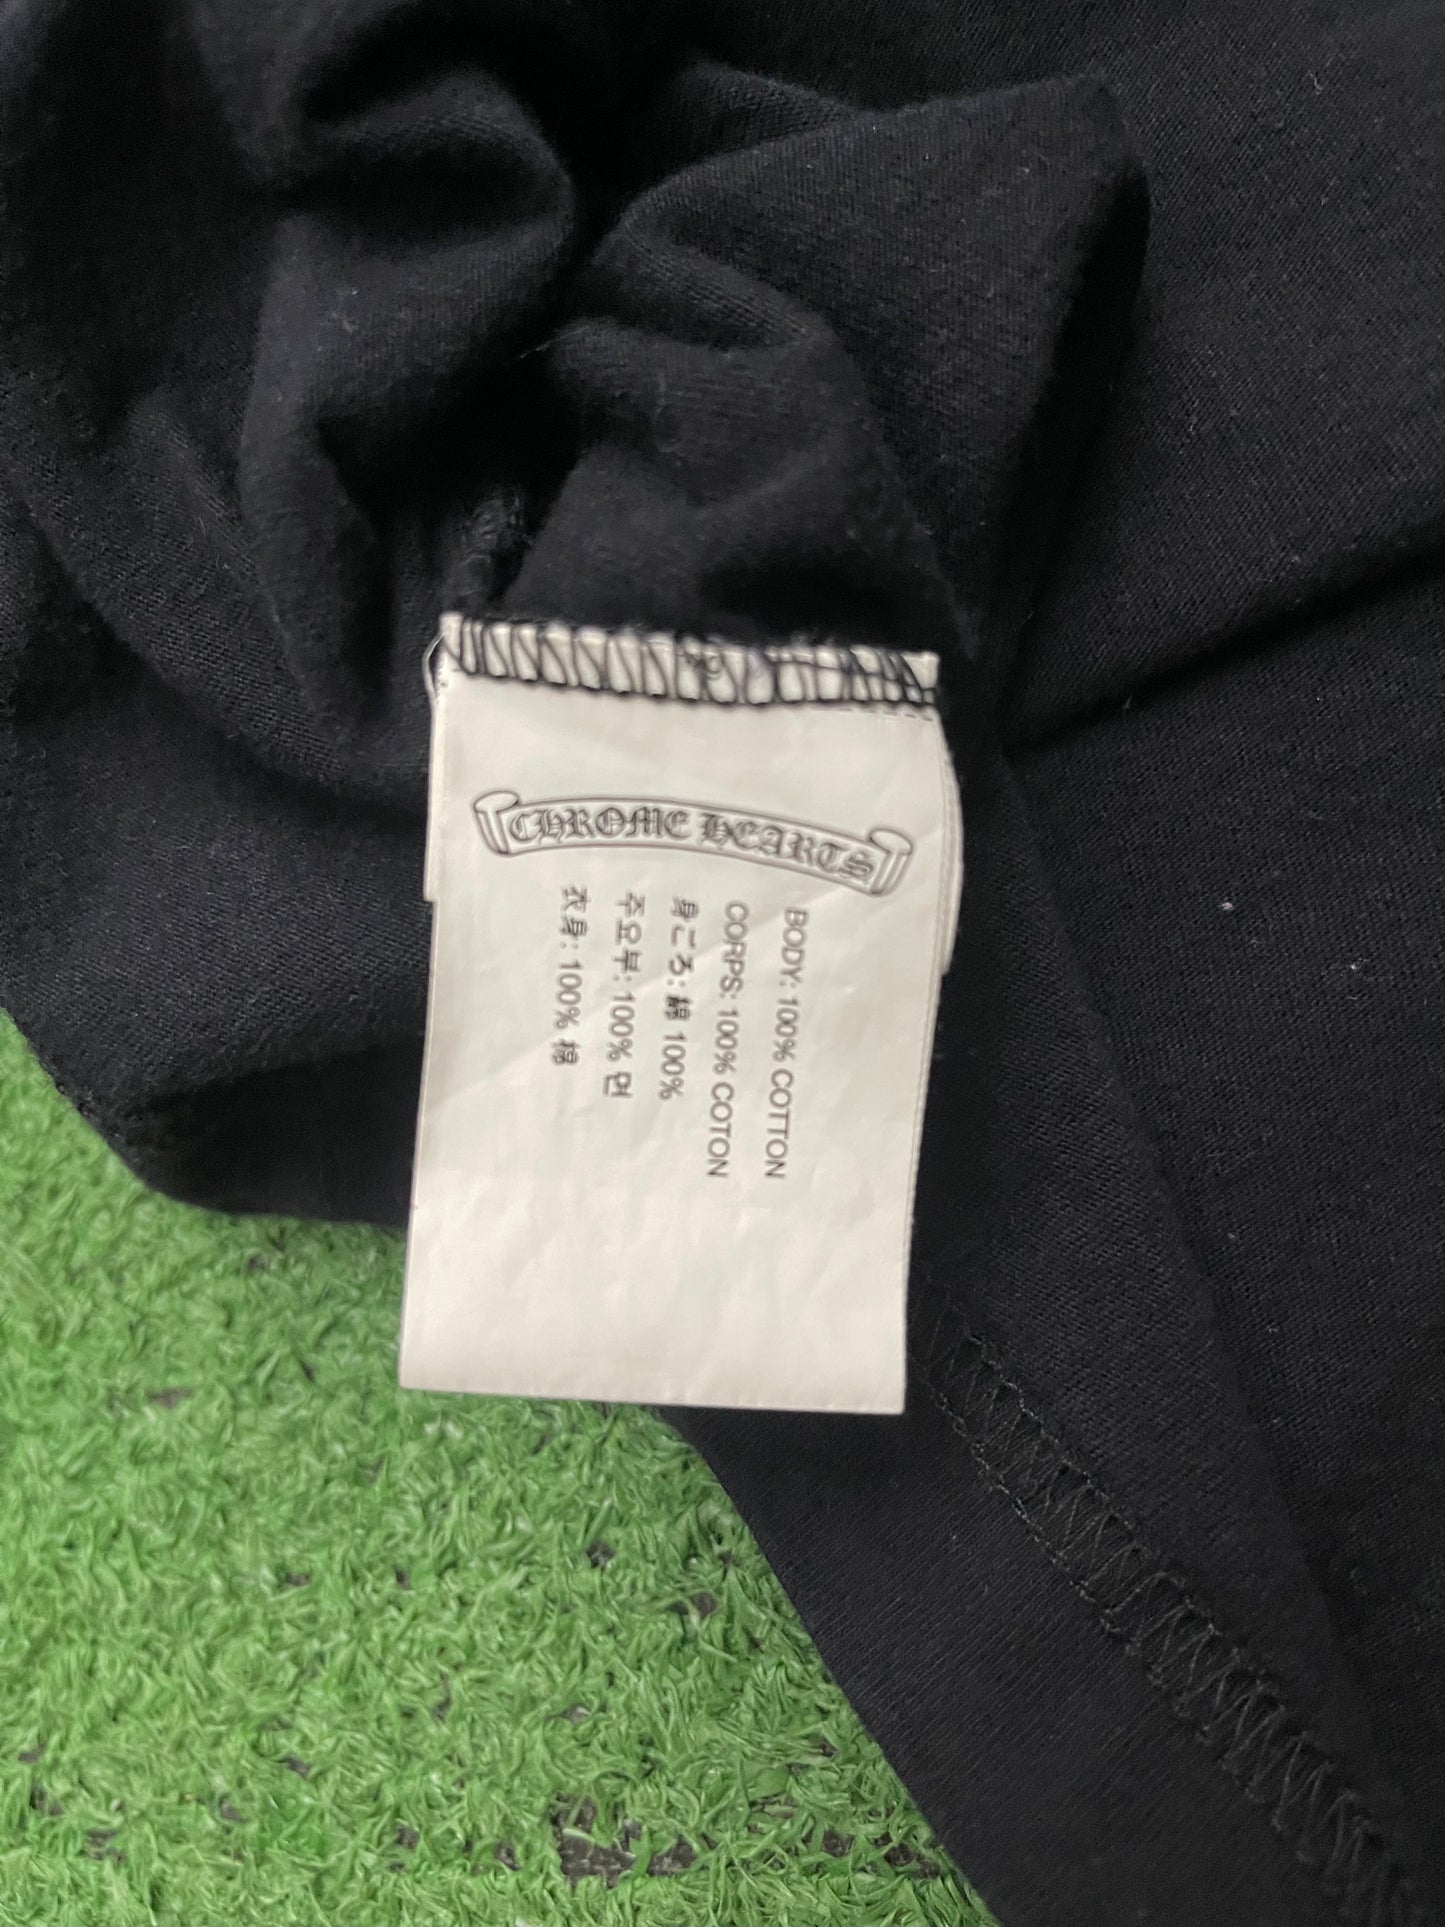 CHROME HEARTS
BODY: 100% COTTON
CORPS: 100% COTON
身ごろ: 綿 100%
주요부: 100% 면
衣身: 100% 棉